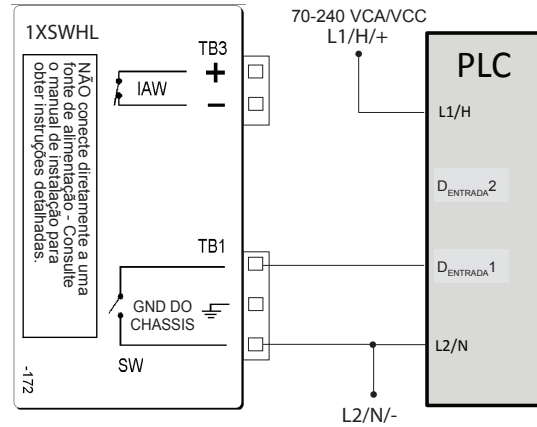 1XSWHL
NÃO conecte diretamente a uma
fonte de alimentação - Consulte
o manual de instalação para
obter instruções detalhadas.
TB3
IAW
+
–
TB1
GND DO
CHASSIS
SW
-172
70-240 VCA/VCC
L1/H/+
PLC
L1/H
DENTRADA2
DENTRADA1
L2/N
L2/N/-